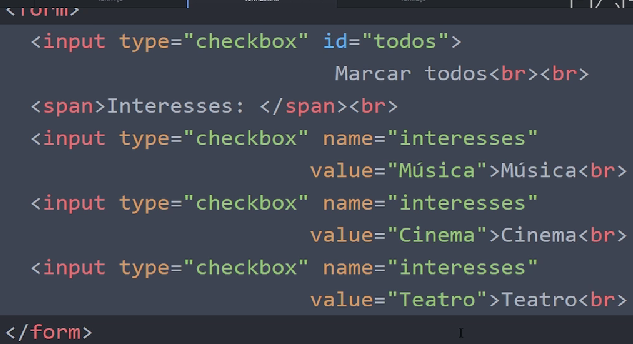 <form>
<input type="checkbox" id="todos">
Marcar todos<br><br>
<span>Interesses: </span><br>
<input type="checkbox" name="interesses"
value="Música">Música<br>
<input type="checkbox" name="interesses"
value="Cinema">Cinema<br>
<input type="checkbox" name="interesses"
value="Teatro">Teatro<br>
</form>